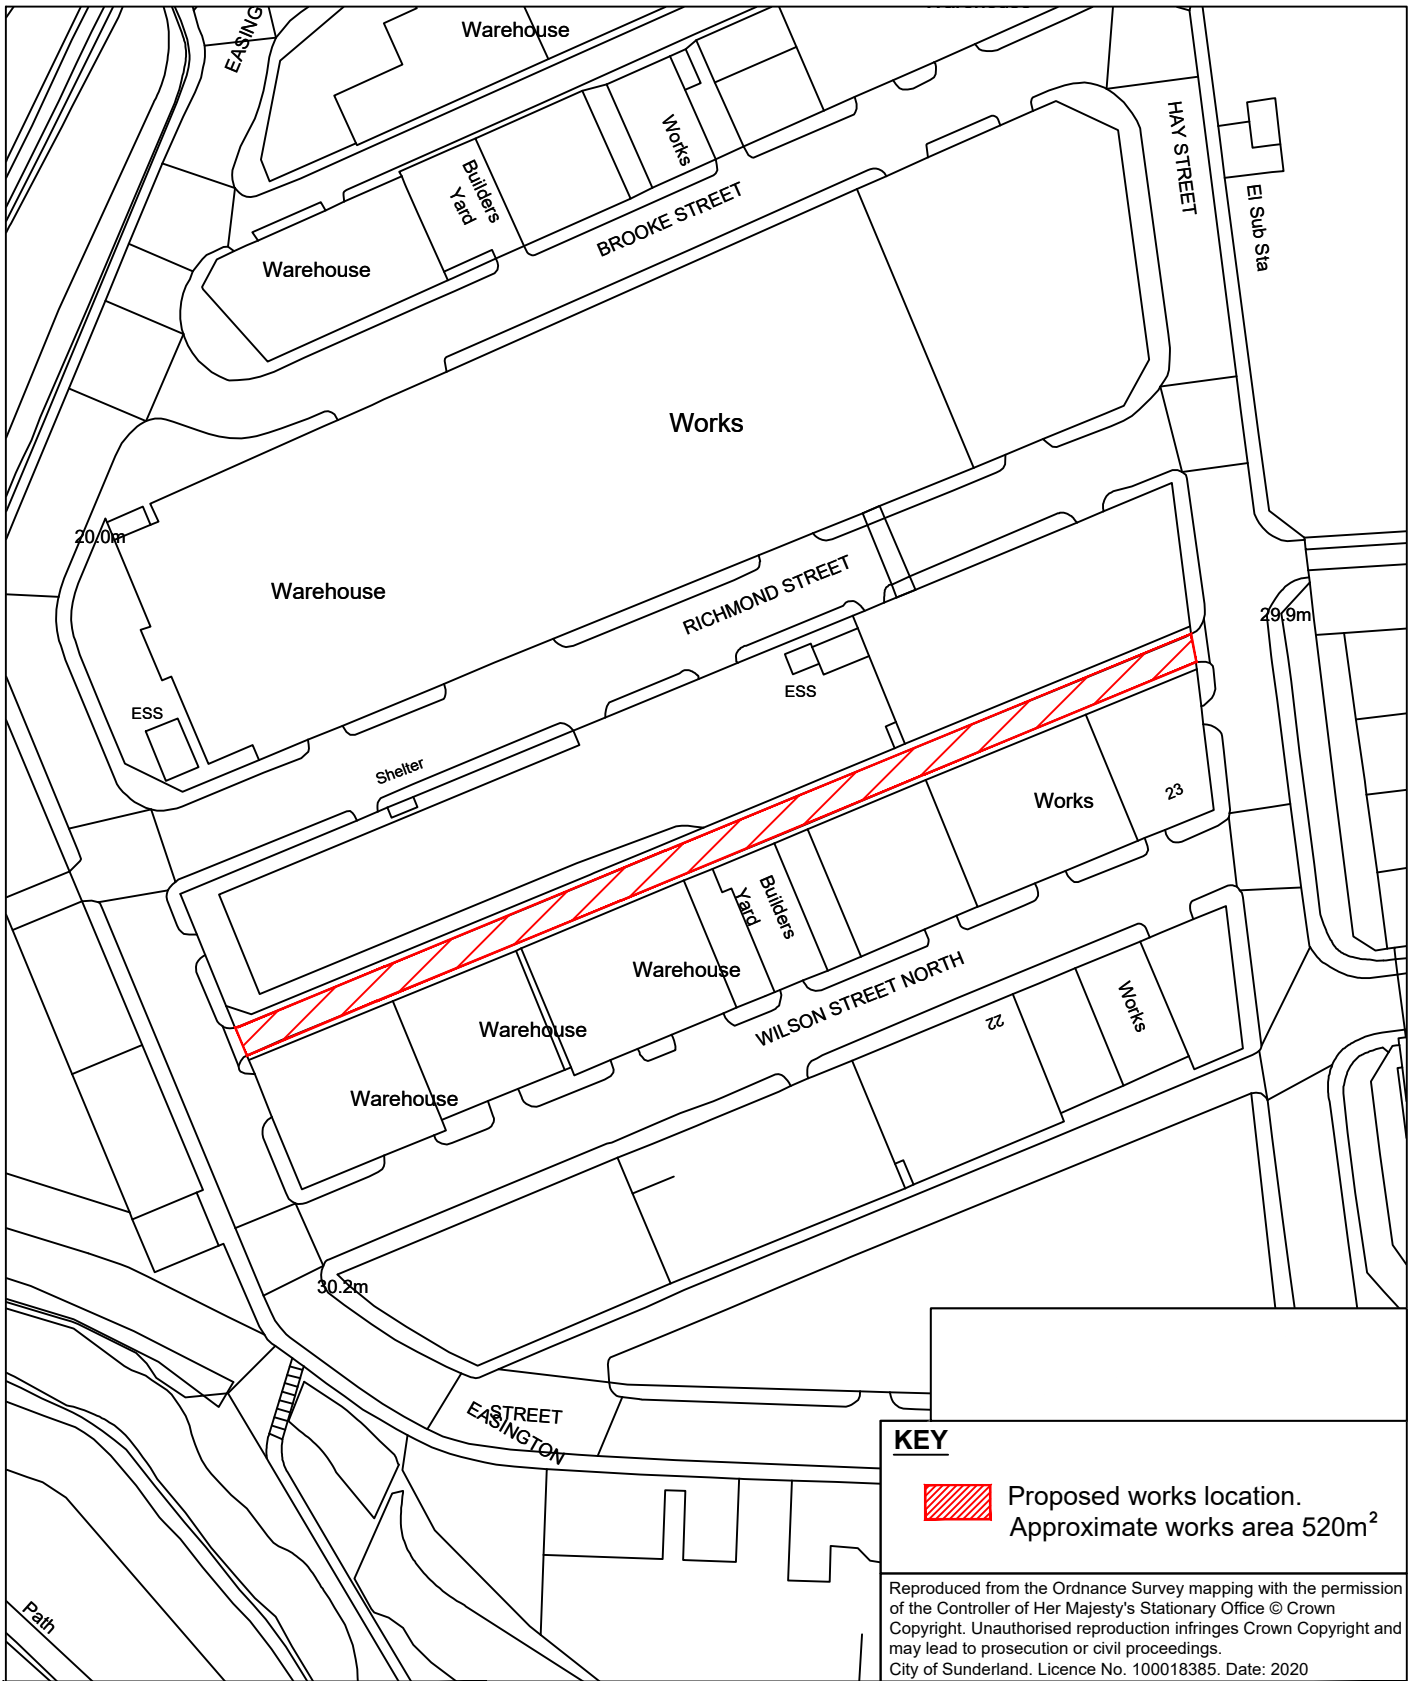 Warehouse
EASING
Works
HAY STREET
Builders
Yard
BROOKE STREET
El Sub Sta
Warehouse
Works
20.0m
Warehouse
RICHMOND STREET
29.9m
ESS
ESS
Shelter
Works
23
Builders
Yard
Warehouse
WILSON STREET NORTH
Warehouse
22
Works
Warehouse
30.2m
STREET
EASINGTON
KEY
Proposed works location.
Approximate works area 520m²
Path
Reproduced from the Ordnance Survey mapping with the permission
of the Controller of Her Majesty's Stationary Office © Crown
Copyright. Unauthorised reproduction infringes Crown Copyright and
may lead to prosecution or civil proceedings.
City of Sunderland. Licence No. 100018385. Date: 2020